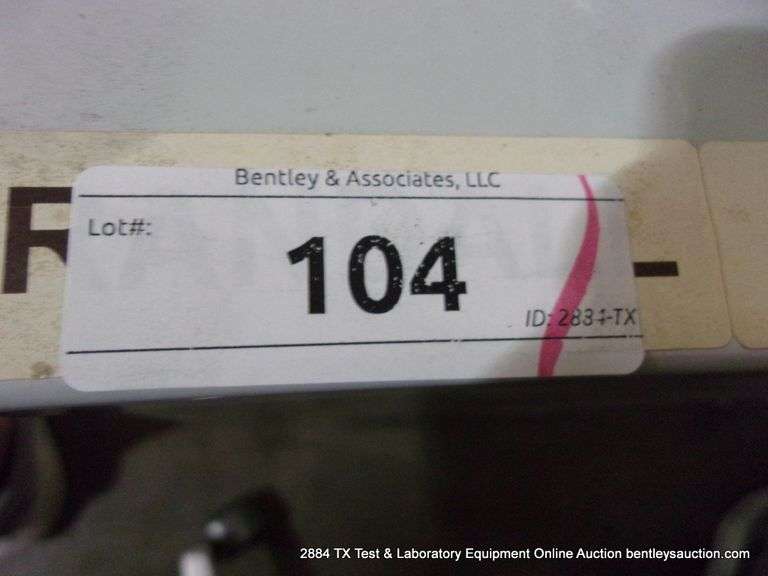 Bentley & Associates, LLC
Lot#:
104
ID: 2884-TX
2884 TX Test & Laboratory Equipment Online Auction bentleysauction.com